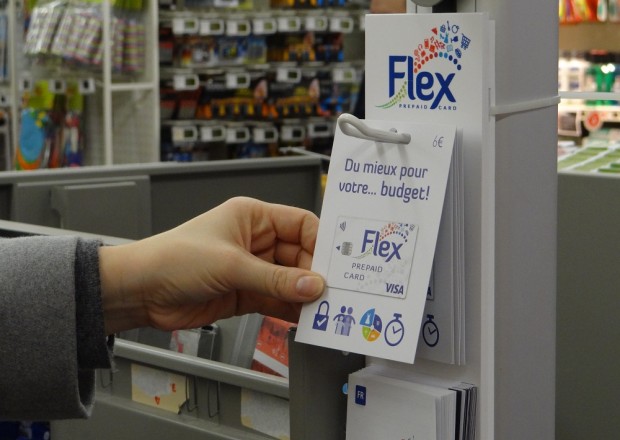 Flex
PREPAID CARD
6€
Du mieux pour
votre... budget!
Flex
PREPAID
CARD
VISA
FR